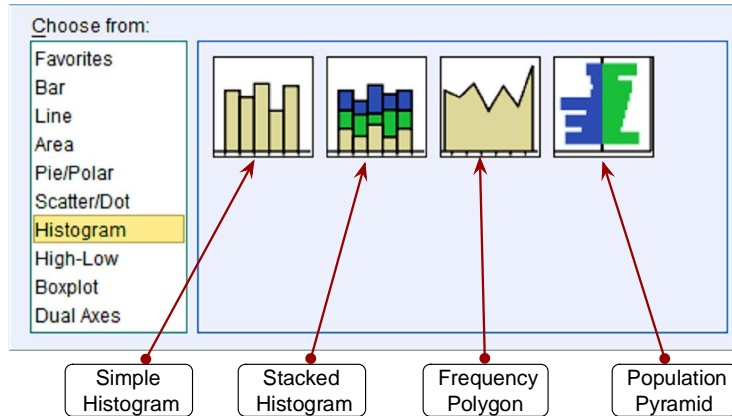 Choose from:
Favorites
Bar
Line
Area
Pie/Polar
Scatter/Dot
Histogram
High-Low
Boxplot
Dual Axes
Simple
Histogram
Stacked
Histogram
Frequency
Polygon
Population
Pyramid